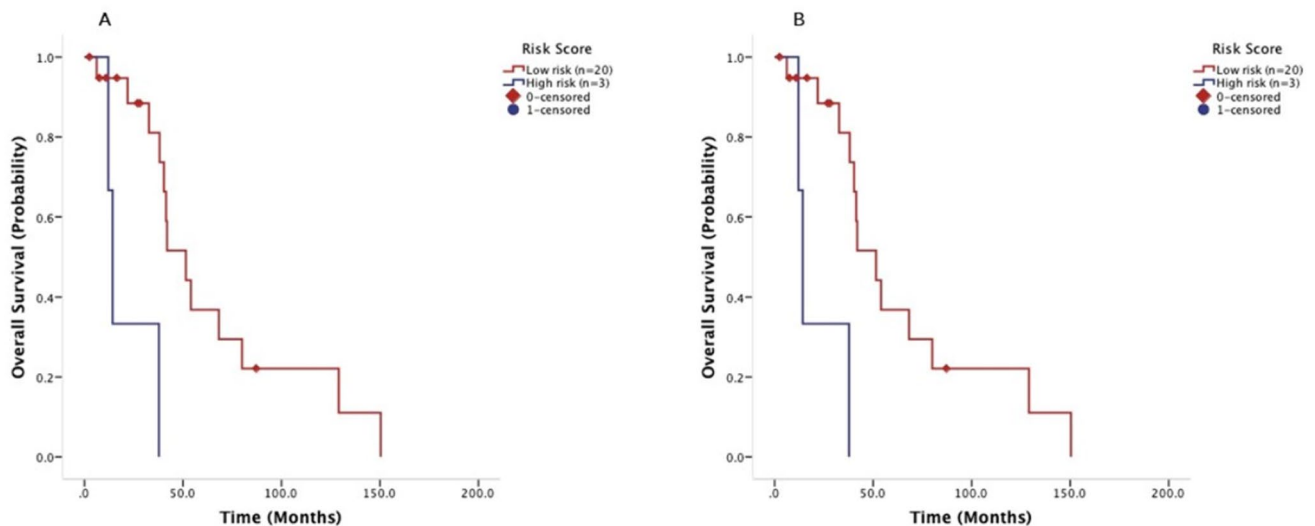 A
Overall Survival (Probability)
1.0
0.8
0.6
0.4
0.2
0.0
.0 50.0 100.0 150.0 200.0
Time (Months)
Risk Score
Low risk (n=20)
High risk (n=3)
0-censored
1-censored
B
Overall Survival (Probability)
1.0
0.8
0.6
0.4
0.2
0.0
.0 50.0 100.0 150.0 200.0
Time (Months)
Risk Score
Low risk (n=20)
High risk (n=3)
0-censored
1-censored